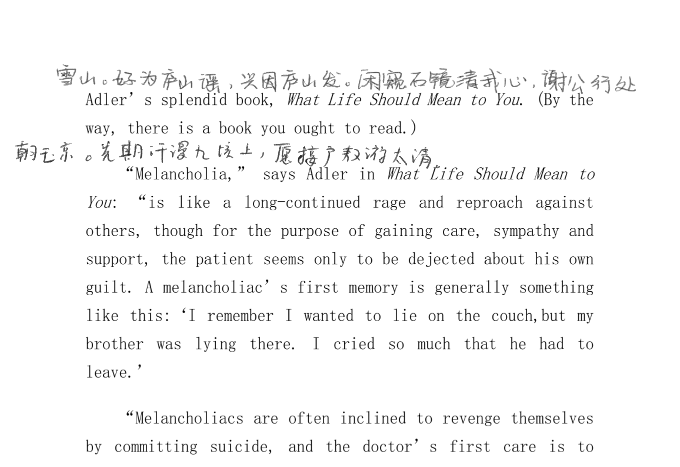 雪山。好为庐山谣，兴因庐山发。闲窥石镜清我心，谢公行处
Adler’s splendid book, What Life Should Mean to You. (By the
way, there is a book you ought to read.)
朝玉京。先期汗漫九垓上，愿接卢敖游太清。
“Melancholia,” says Adler in What Life Should Mean to
You: “is like a long-continued rage and reproach against
others, though for the purpose of gaining care, sympathy and
support, the patient seems only to be dejected about his own
guilt. A melancholiac’s first memory is generally something
like this: ‘I remember I wanted to lie on the couch,but my
brother was lying there. I cried so much that he had to
leave.’
“Melancholiacs are often inclined to revenge themselves
by committing suicide, and the doctor’s first care is to